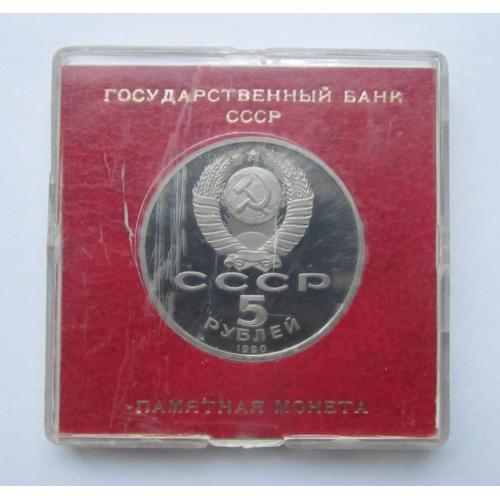 ГОСУДАРСТВЕННЫЙ БАНК
СССР
СССР
5
РУБЛЕЙ
1990
ПАМЯТНАЯ МОНЕТА